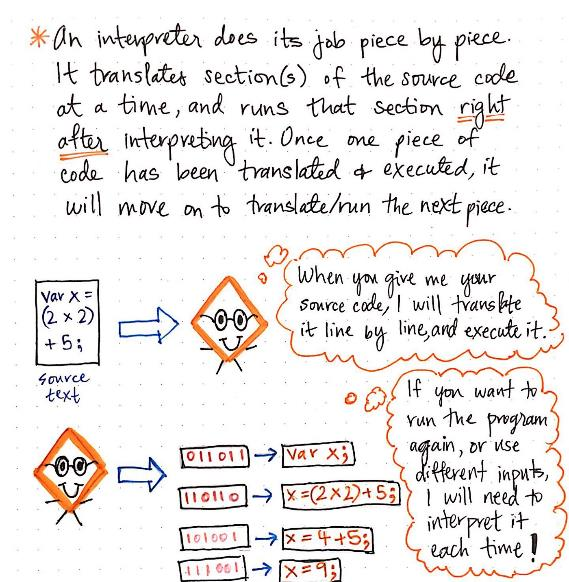 * An interpreter does its job piece by piece.
It translates section(s) of the source code
at a time, and runs that section right
after interpreting it. Once one piece of
code has been translated & executed, it
will move on to translate/run the next piece.
When you give me your
source code, I will translate
it line by line, and execute it.
var x =
(2 x 2)
+ 5;
source
text
If you want to
run the program
again, or use
different inputs,
I will need to
interpret it
each time!
011011 → var x;
110110 → x=(2x2)+5;
101001 → x = 4+5;
111001 → x = 9;